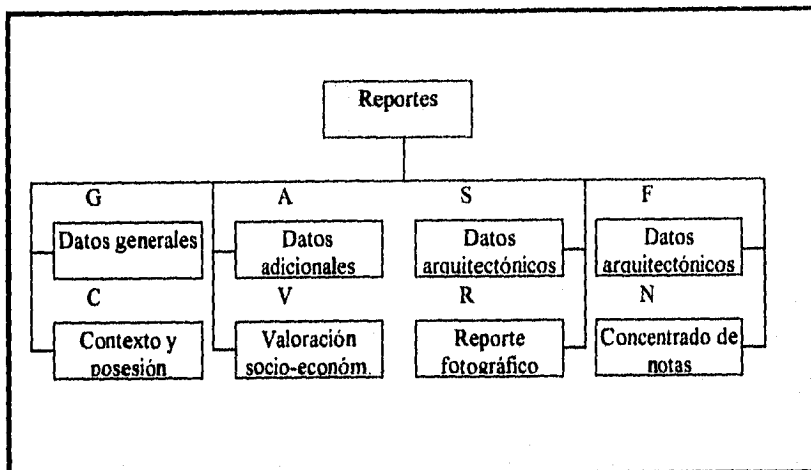 Reportes
G A S F
Datos generales
Datos
adicionales
Datos
arquitectónicos
Datos
arquitectónicos
C V R N
Contexto y
posesión
Valoración
socio-económ.
Reporte
fotográfico
Concentrado de
notas